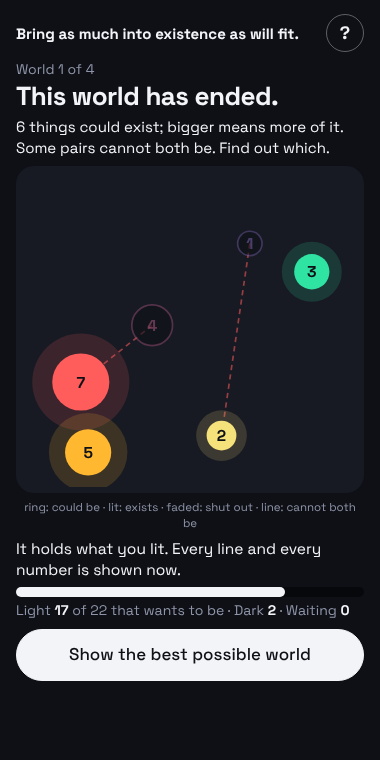 Bring as much into existence as will fit.
?
World 1 of 4
This world has ended.
6 things could exist; bigger means more of it.
Some pairs cannot both be. Find out which.
1
3
4
7
2
5
ring: could be · lit: exists · faded: shut out · line: cannot both
be
It holds what you lit. Every line and every
number is shown now.
Light 17 of 22 that wants to be · Dark 2 · Waiting 0
Show the best possible world